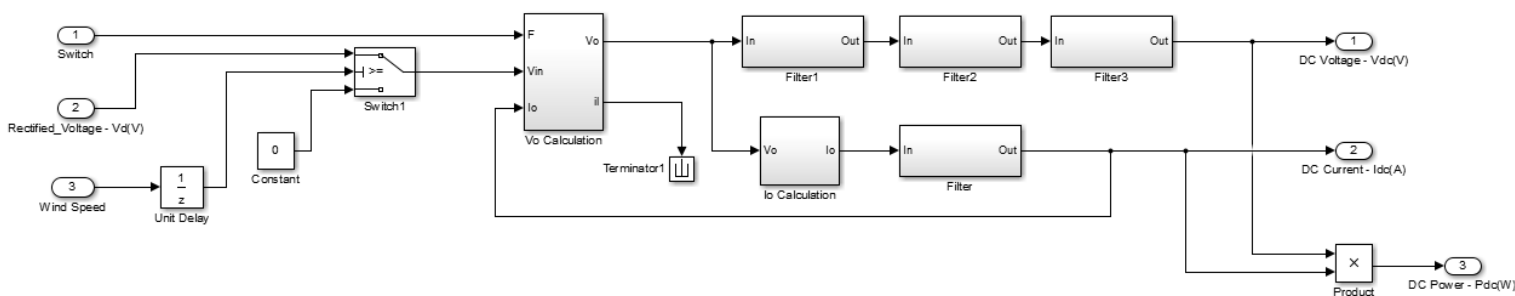 1
Switch
2
Rectified_Voltage - Vd(V)
3
Wind Speed
1
z
Unit Delay
0
Constant
>=
Switch1
F
Vin
Io
Vo
il
Vo Calculation
Terminator1
In
Out
Filter1
In
Out
Filter2
In
Out
Filter3
1
DC Voltage - Vdc(V)
Vo
Io
Io Calculation
In
Out
Filter
2
DC Current - Idc(A)
×
Product
3
DC Power - Pdc(W)